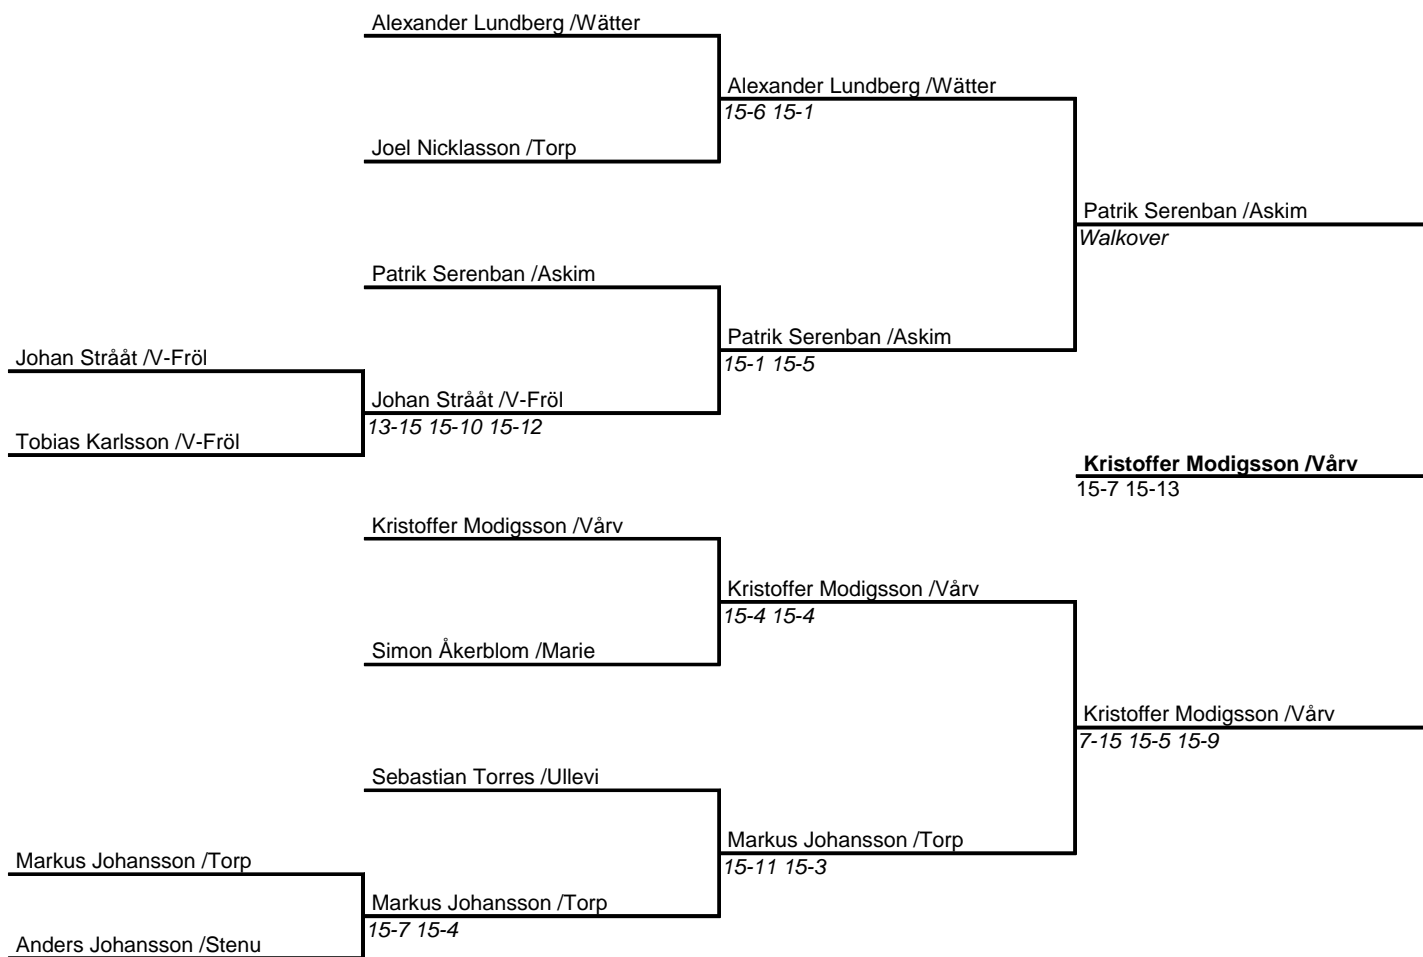 Alexander Lundberg /Wätter
Alexander Lundberg /Wätter
15-6 15-1
Joel Nicklasson /Torp
Patrik Serenban /Askim
Walkover
Patrik Serenban /Askim
Patrik Serenban /Askim
15-1 15-5
Johan Strååt /V-Fröl
Johan Strååt /V-Fröl
13-15 15-10 15-12
Tobias Karlsson /V-Fröl
Kristoffer Modigsson /Vårv
15-7 15-13
Kristoffer Modigsson /Vårv
Kristoffer Modigsson /Vårv
15-4 15-4
Simon Åkerblom /Marie
Kristoffer Modigsson /Vårv
7-15 15-5 15-9
Sebastian Torres /Ullevi
Markus Johansson /Torp
15-11 15-3
Markus Johansson /Torp
Markus Johansson /Torp
15-7 15-4
Anders Johansson /Stenu